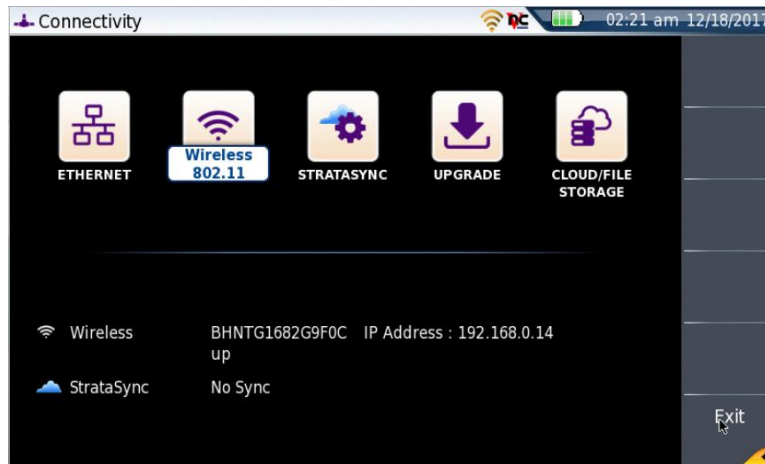 Connectivity
nc 02:21 am 12/18/2017
Wireless
802.11
ETHERNET
STRATASYNC
UPGRADE
CLOUD/FILE
STORAGE
Wireless BHNTG1682G9F0C IP Address : 192.168.0.14
up
StrataSync No Sync
Exit